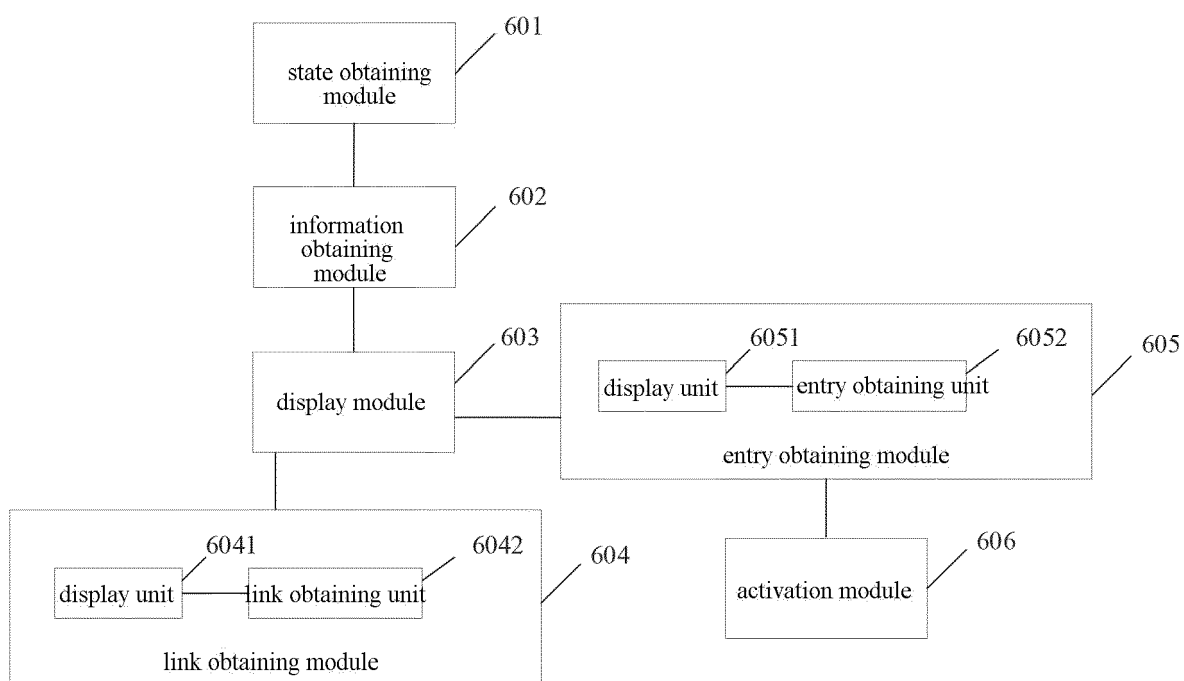 601
state obtaining
module
602
information
obtaining
module
603
display module
6051
6052
605
display unit
entry obtaining unit
entry obtaining module
6041
6042
604
display unit
link obtaining unit
link obtaining module
606
activation module